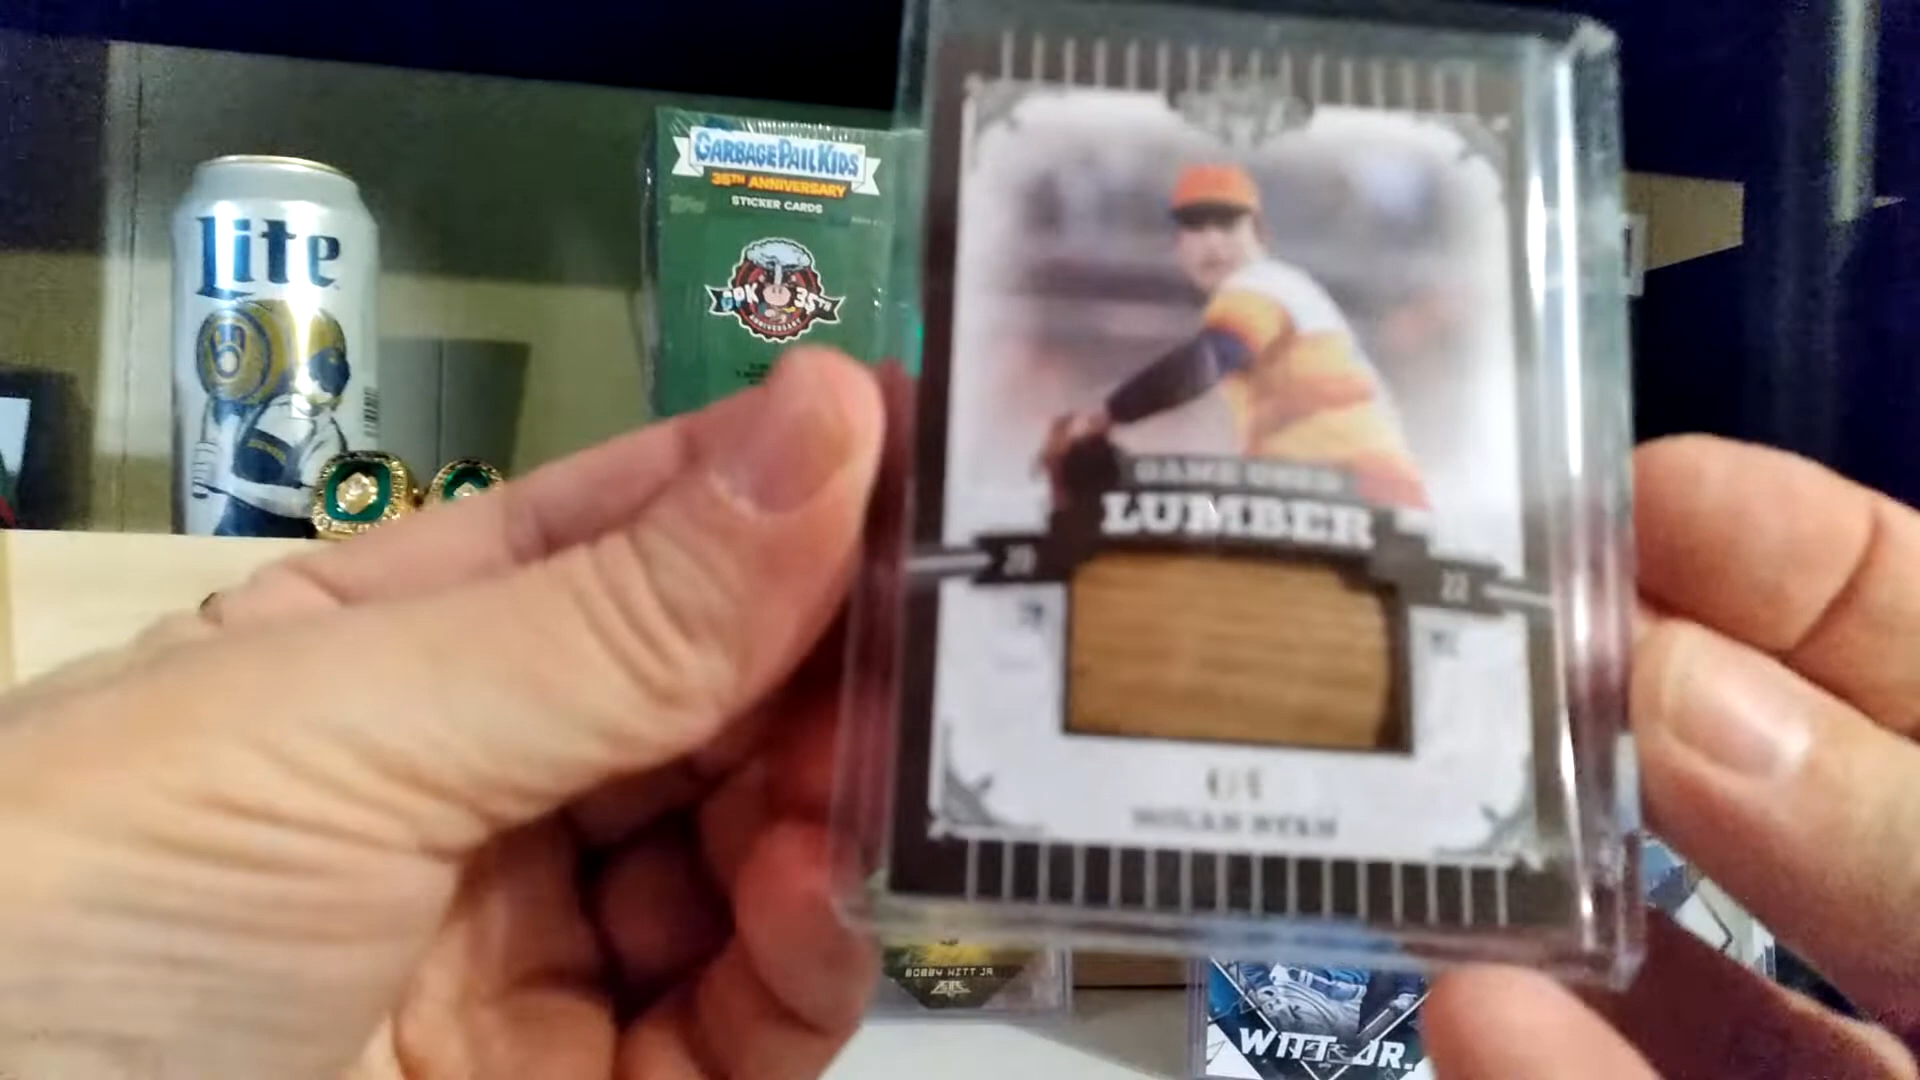 Lite
GARBAGE PAIL KIDS
35TH ANNIVERSARY
STICKER CARDS
GPK 35TH
ANNIVERSARY
GAME USED
LUMBER
20 22
NOLAN RYAN
BOBBY WITT JR
WITT JR.